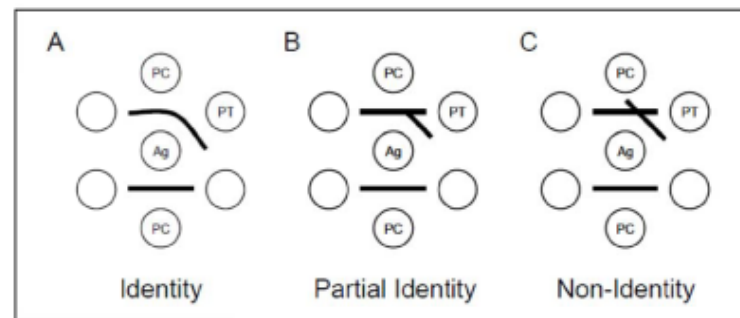 A B C
PC PC PC
PT PT PT
Ag Ag Ag
PC PC PC
Identity Partial Identity Non-Identity